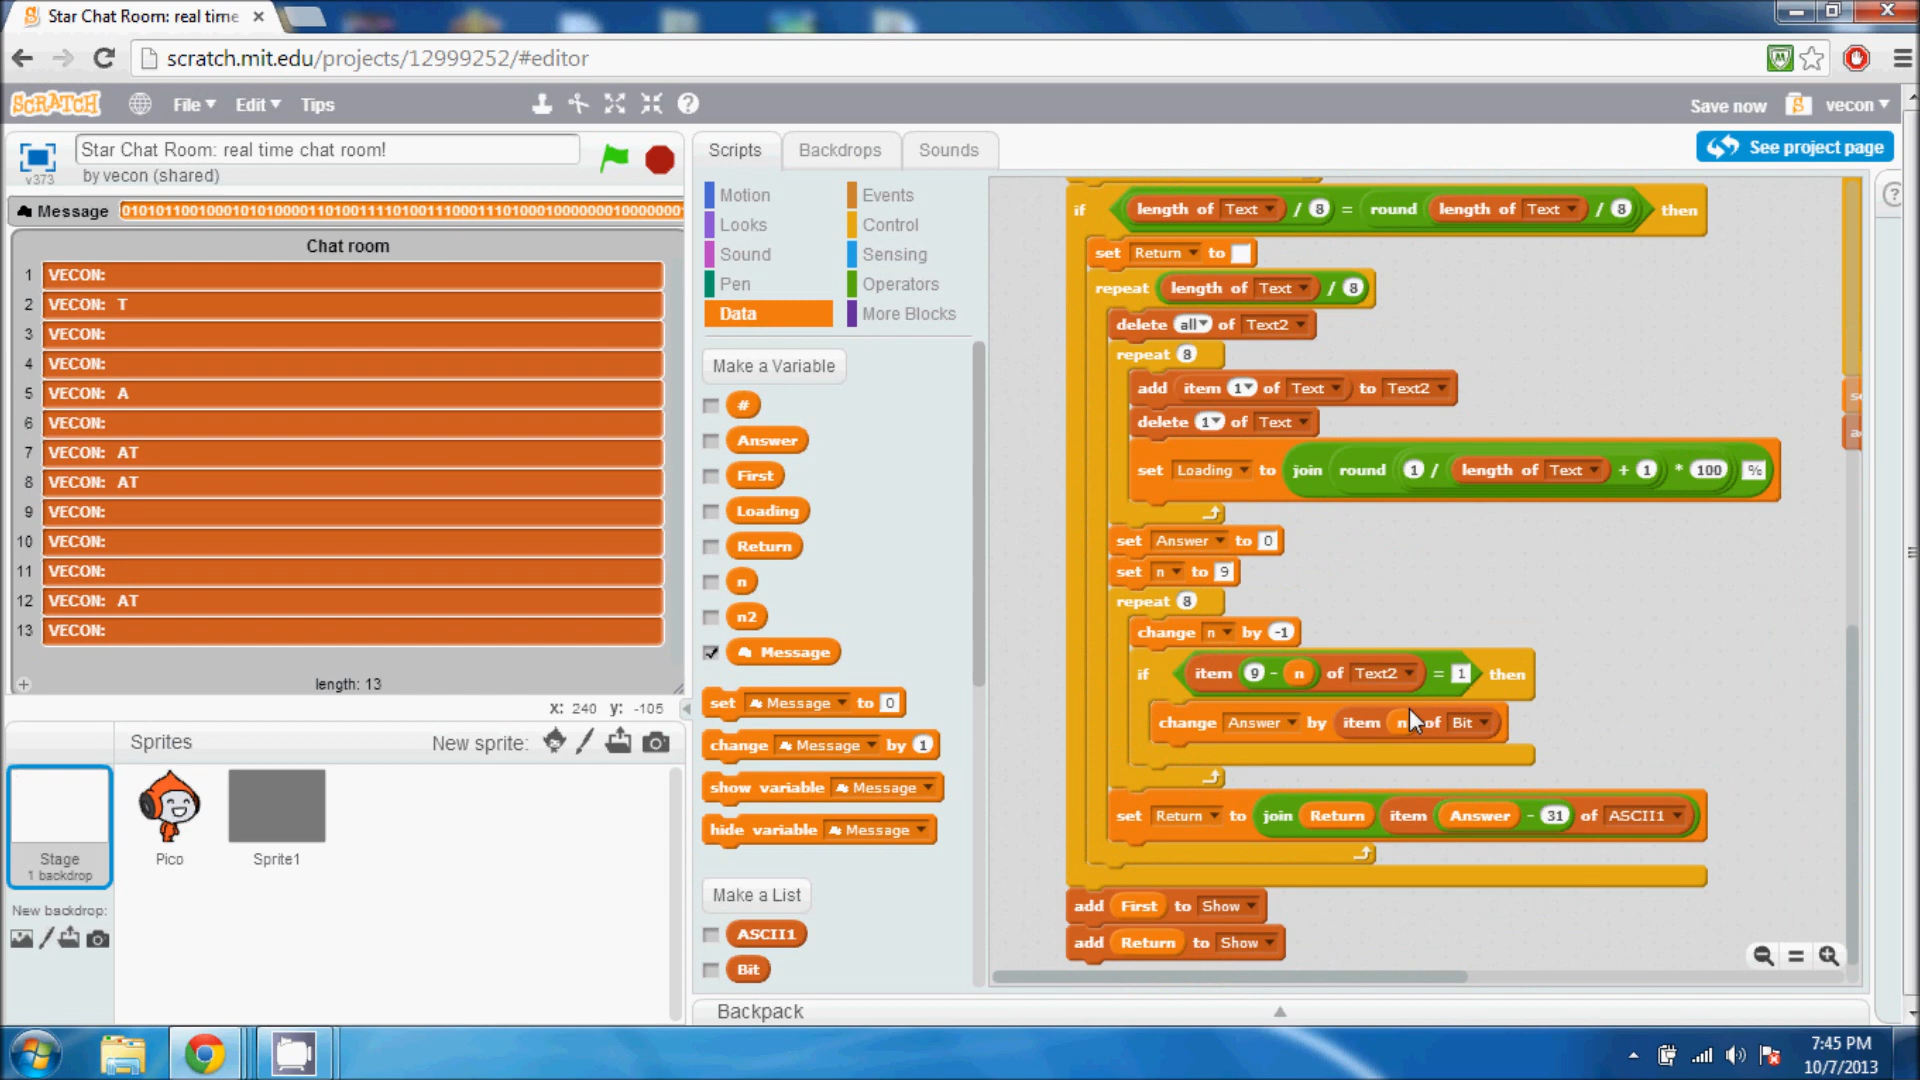 Star Chat Room: real time
scratch.mit.edu/projects/12999252/#editor
SCRATCH File Edit Tips Save now vecon
Star Chat Room: real time chat room!
by vecon (shared)
v373
Message
Chat room
1 VECON:
2 VECON: T
3 VECON:
4 VECON:
5 VECON: A
6 VECON:
7 VECON: AT
8 VECON: AT
9 VECON:
10 VECON:
11 VECON:
12 VECON: AT
13 VECON:
+ length: 13
x: 240 y: -105
Sprites New sprite:
Stage
1 backdrop
New backdrop:
Pico
Sprite1
Scripts Backdrops Sounds
See project page
Motion Events
Looks Control
Sound Sensing
Pen Operators
Data More Blocks
Make a Variable
#
Answer
First
Loading
Return
n
n2
Message
set Message to 0
change Message by 1
show variable Message
hide variable Message
Make a List
ASCII1
Bit
if length of Text / 8 = round length of Text / 8 then
set Return to
repeat length of Text / 8
delete all of Text2
repeat 8
add item 1 of Text to Text2
delete 1 of Text
set Loading to join round 1 / length of Text + 1 * 100 %
set Answer to 0
set n to 9
repeat 8
change n by -1
if item 9 - n of Text2 = 1 then
change Answer by item n of Bit
set Return to join Return item Answer - 31 of ASCII1
add First to Show
add Return to Show
Backpack
7:45 PM
10/7/2013